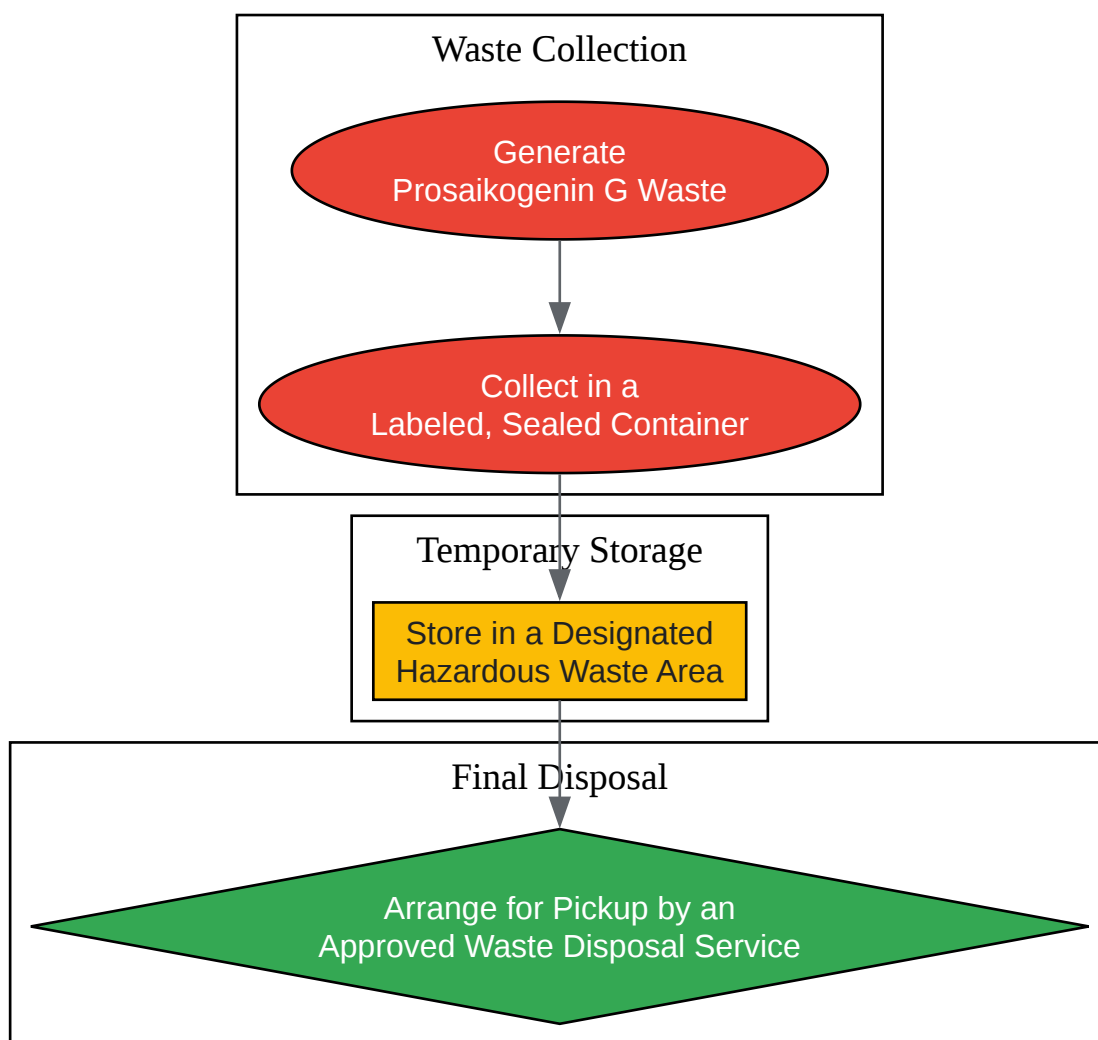 Waste Collection
Generate
Prosaikogenin G Waste
Collect in a
Labeled, Sealed Container
Temporary Storage
Store in a Designated
Hazardous Waste Area
Final Disposal
Arrange for Pickup by an
Approved Waste Disposal Service